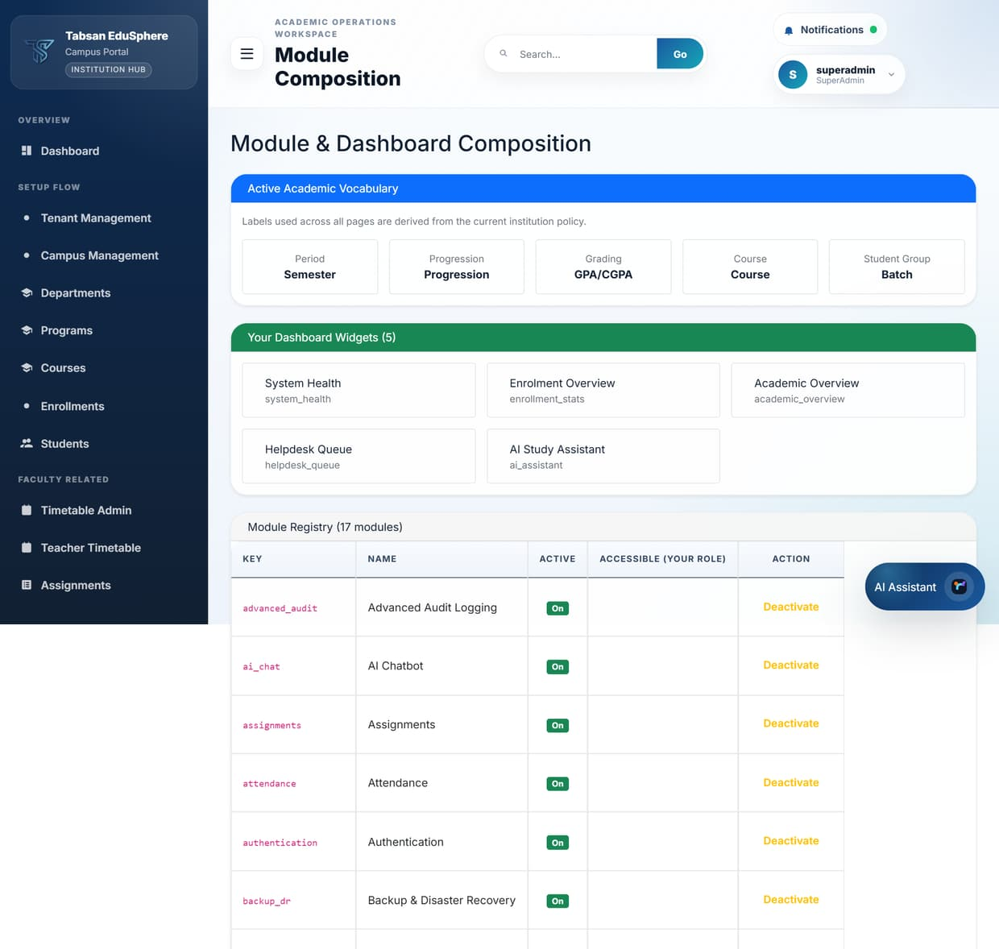 Tabsan EduSphere
Campus Portal
INSTITUTION HUB
OVERVIEW
Dashboard
SETUP FLOW
Tenant Management
Campus Management
Departments
Programs
Courses
Enrollments
Students
FACULTY RELATED
Timetable Admin
Teacher Timetable
Assignments
ACADEMIC OPERATIONS
WORKSPACE
Module
Composition
Search...
Go
Notifications
S
superadmin
SuperAdmin
Module & Dashboard Composition
Active Academic Vocabulary
Labels used across all pages are derived from the current institution policy.
Period
Semester
Progression
Progression
Grading
GPA/CGPA
Course
Course
Student Group
Batch
Your Dashboard Widgets (5)
System Health
system_health
Enrolment Overview
enrollment_stats
Academic Overview
academic_overview
Helpdesk Queue
helpdesk_queue
AI Study Assistant
ai_assistant
Module Registry (17 modules)
KEY NAME ACTIVE ACCESSIBLE (YOUR ROLE) ACTION
advanced_audit Advanced Audit Logging On Deactivate
ai_chat AI Chatbot On Deactivate
assignments Assignments On Deactivate
attendance Attendance On Deactivate
authentication Authentication On Deactivate
backup_dr Backup & Disaster Recovery On Deactivate
AI Assistant